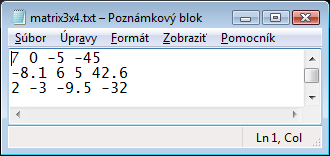 matrix3x4.txt – Poznámkový blok
Súbor Úpravy Formát Zobraziť Pomocník
7 0 -5 -45
-8.1 6 5 42.6
2 -3 -9.5 -32
Ln 1, Col